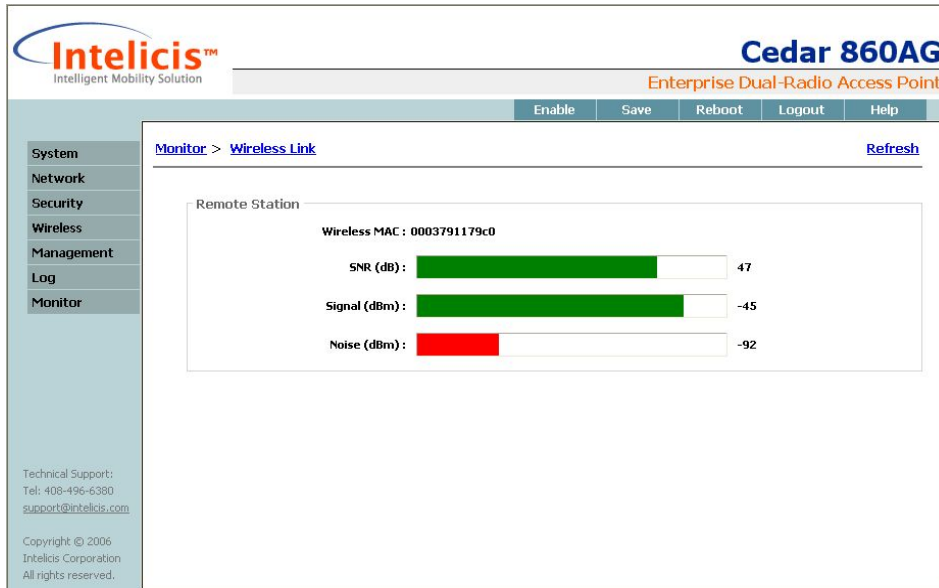 Intelicis™
Intelligent Mobility Solution
Cedar 860AG
Enterprise Dual-Radio Access Point
Enable Save Reboot Logout Help
System
Network
Security
Wireless
Management
Log
Monitor
Monitor > Wireless Link Refresh
Remote Station
Wireless MAC : 0003791179c0
SNR (dB) : 47
Signal (dBm) : -45
Noise (dBm) : -92
Technical Support:
Tel: 408-496-6380
support@intelicis.com
Copyright © 2006
Intelicis Corporation
All rights reserved.